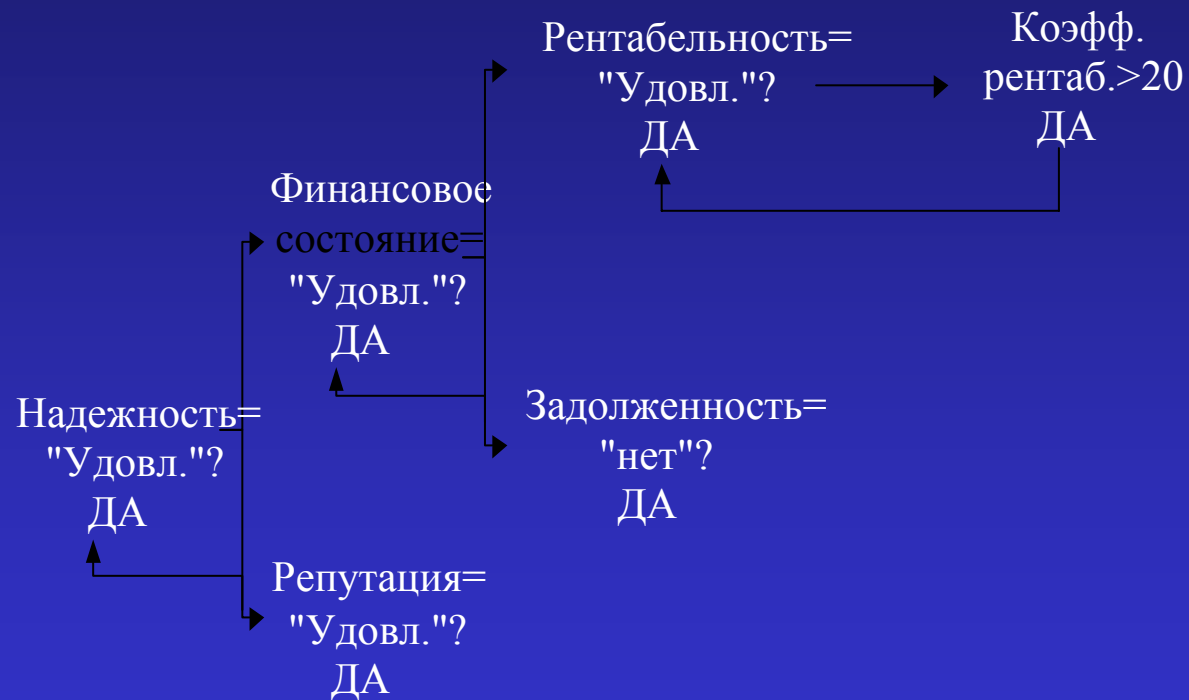 Рентабельность=
"Удовл."?
ДА
Коэфф.
рентаб.>20
ДА
Финансовое
состояние=
"Удовл."?
ДА
Надежность=
"Удовл."?
ДА
Задолженность=
"нет"?
ДА
Репутация=
"Удовл."?
ДА